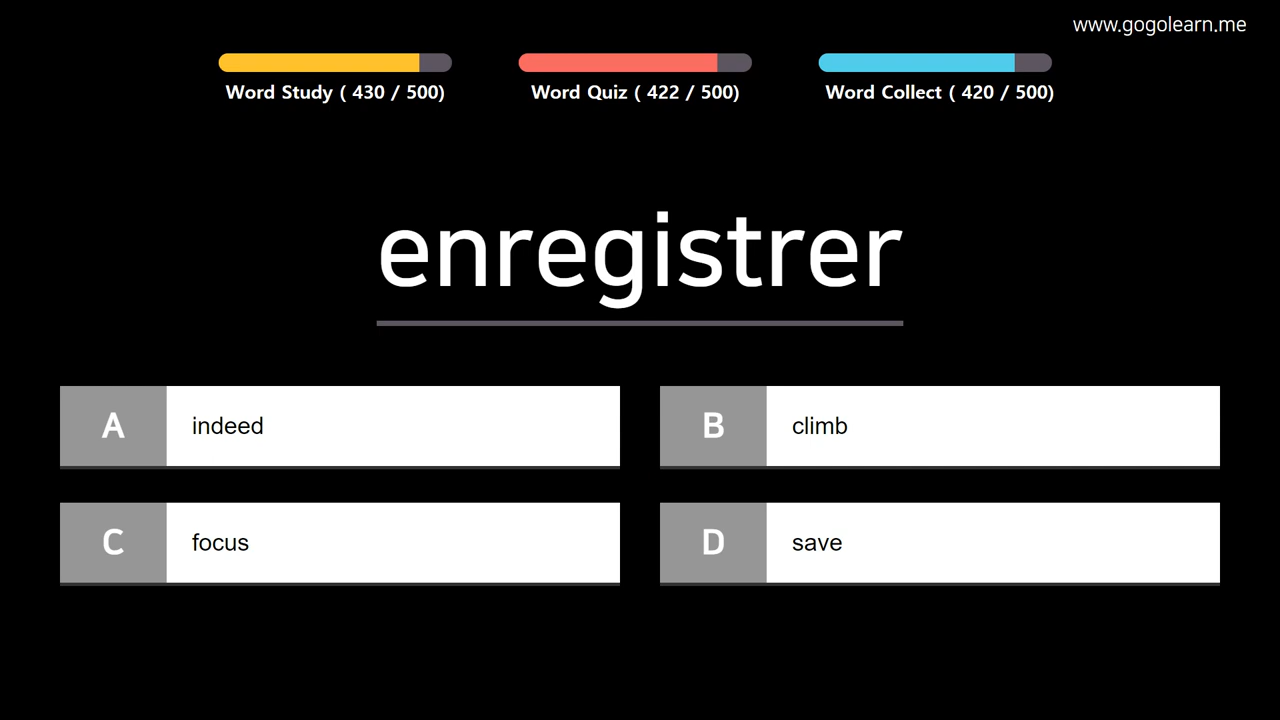 www.gogolearn.me
Word Study ( 430 / 500)
Word Quiz ( 422 / 500)
Word Collect ( 420 / 500)
enregistrer
A indeed
B climb
C focus
D save